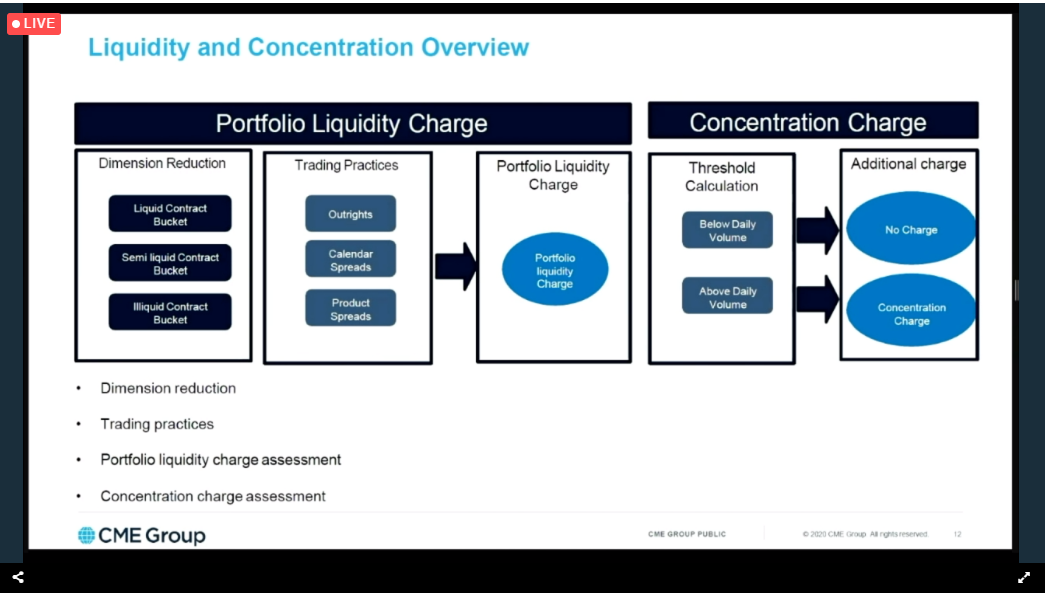 LIVE
Liquidity and Concentration Overview
Portfolio Liquidity Charge
Concentration Charge
Dimension Reduction
Liquid Contract
Bucket
Semi liquid Contract
Bucket
Illiquid Contract
Bucket
Trading Practices
Outrights
Calendar
Spreads
Product
Spreads
Portfolio Liquidity
Charge
Portfolio
liquidity
Charge
Threshold
Calculation
Below Daily
Volume
Above Daily
Volume
Additional charge
No Charge
Concentration
Charge
• Dimension reduction
• Trading practices
• Portfolio liquidity charge assessment
• Concentration charge assessment
CME Group
CME GROUP PUBLIC
© 2020 CME Group. All rights reserved.
12